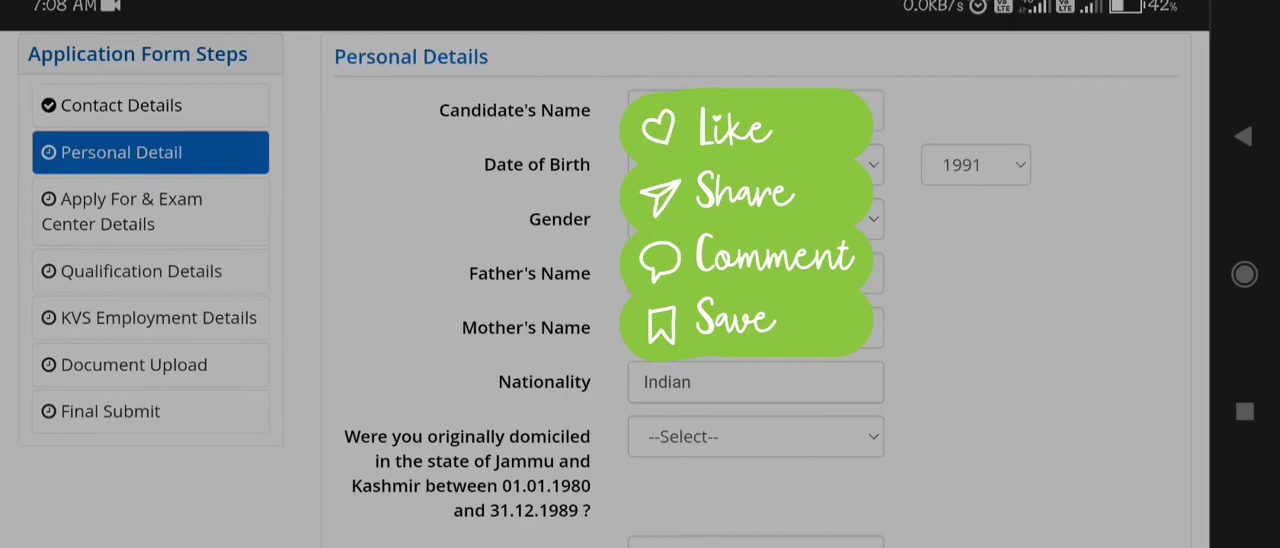 7:08 AM
0.0KB/s
42%
Application Form Steps
Contact Details
Personal Detail
Apply For & Exam
Center Details
Qualification Details
KVS Employment Details
Document Upload
Final Submit
Personal Details
Candidate's Name
Like
Date of Birth
1991
Share
Gender
Comment
Father's Name
Save
Mother's Name
Nationality
Indian
Were you originally domiciled
in the state of Jammu and
Kashmir between 01.01.1980
and 31.12.1989 ?
--Select--